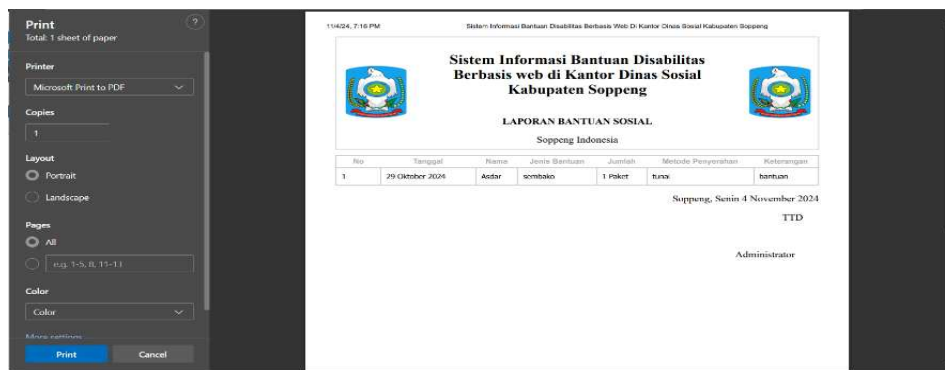 Print
?
Total: 1 sheet of paper
Printer
Microsoft Print to PDF
Copies
1
Layout
Portrait
Landscape
Pages
All
e.g. 1-5, 8, 11-13
Color
Color
More settings
Print Cancel
11/4/24, 7:16 PM Sistem Informasi Bantuan Disabilitas Berbasis Web Di Kantor Dinas Sosial Kabupaten Soppeng
Sistem Informasi Bantuan Disabilitas
Berbasis web di Kantor Dinas Sosial
Kabupaten Soppeng
LAPORAN BANTUAN SOSIAL
Soppeng Indonesia
No Tanggal Nama Jenis Bantuan Jumlah Metode Penyerahan Keterangan
1 29 Oktober 2024 Asdar sembako 1 Paket tunai bantuan
Soppeng, Senin 4 November 2024
TTD
Administrator